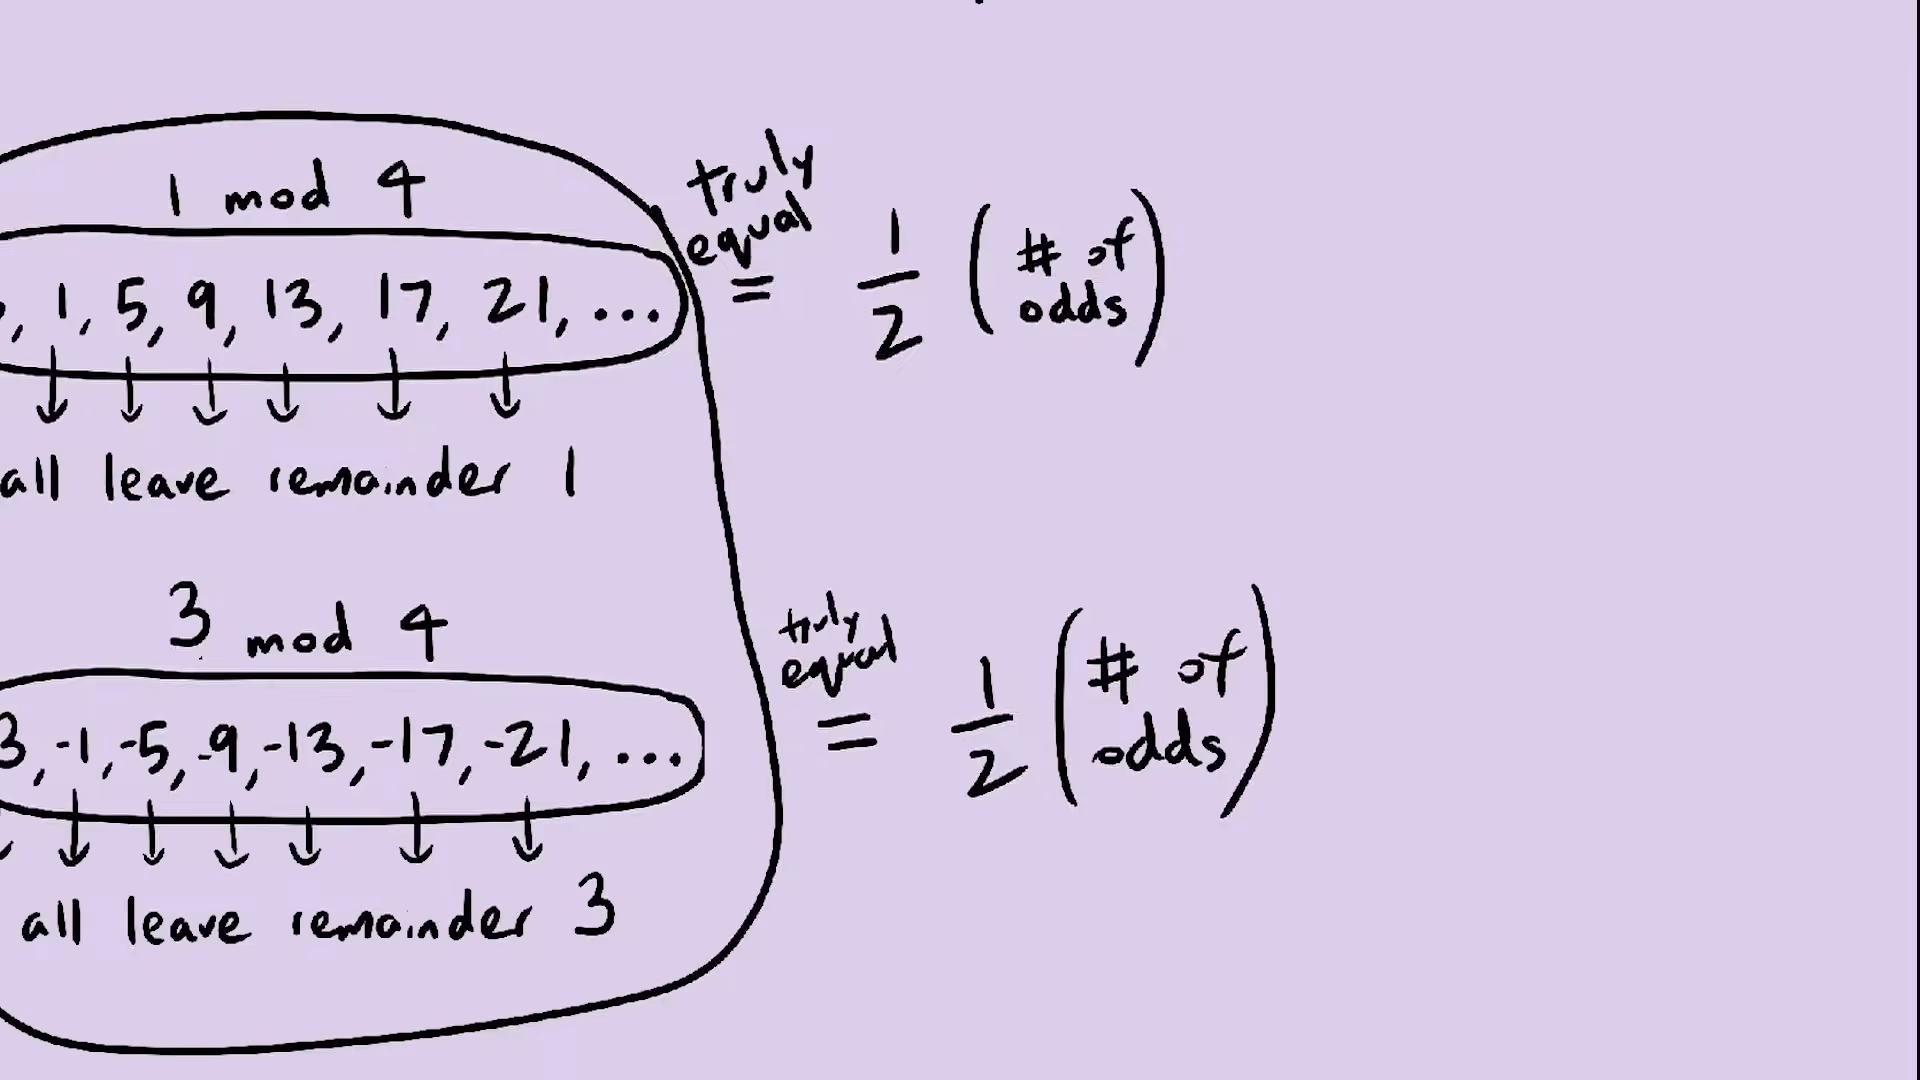 1 mod 4
, 1, 5, 9, 13, 17, 21, ...
all leave remainder 1
truly
equal
= 1/2 (# of
odds)
3 mod 4
3, -1, -5, -9, -13, -17, -21, ...
all leave remainder 3
truly
equal
= 1/2 (# of
odds)